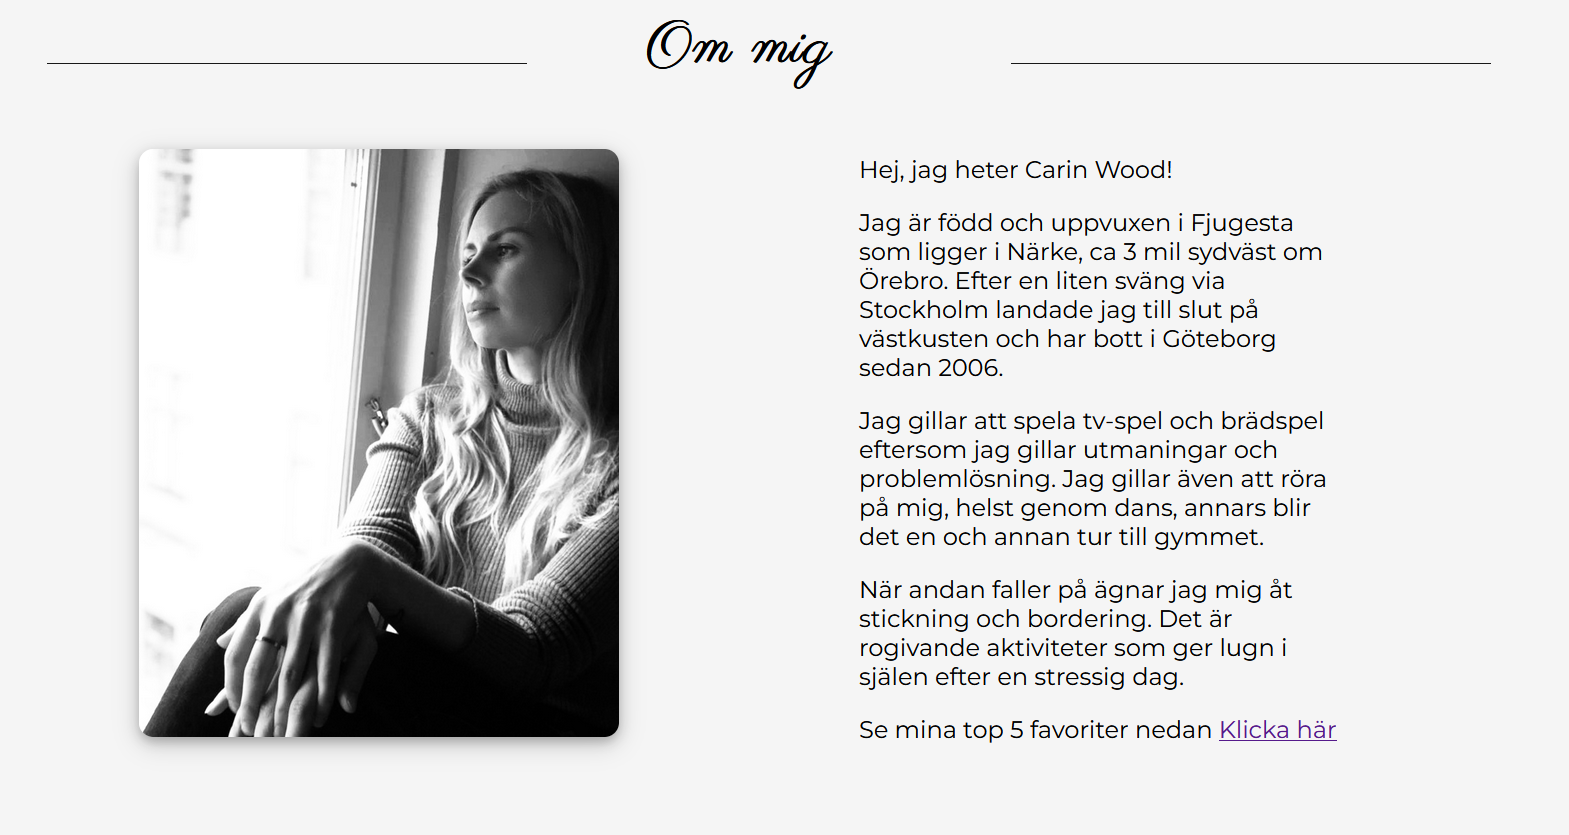 Om mig
Hej, jag heter Carin Wood!
Jag är född och uppvuxen i Fjugesta
som ligger i Närke, ca 3 mil sydväst om
Örebro. Efter en liten sväng via
Stockholm landade jag till slut på
västkusten och har bott i Göteborg
sedan 2006.
Jag gillar att spela tv-spel och brädspel
eftersom jag gillar utmaningar och
problemlösning. Jag gillar även att röra
på mig, helst genom dans, annars blir
det en och annan tur till gymmet.
När andan faller på ägnar jag mig åt
stickning och bordering. Det är
rogivande aktiviteter som ger lugn i
själen efter en stressig dag.
Se mina top 5 favoriter nedan Klicka här